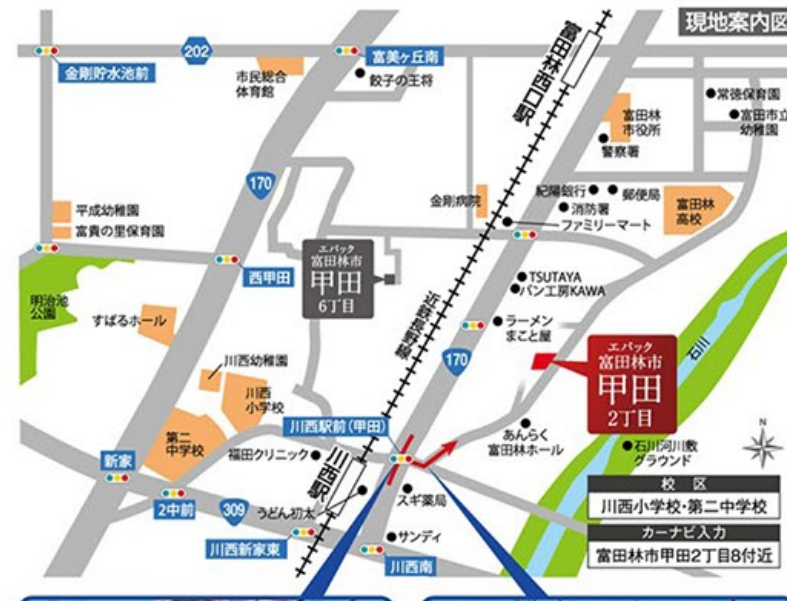 現地案内図
202
金剛貯水池前
市民総合
体育館
富美ヶ丘南
餃子の王将
富田林西口駅
常徳保育園
富田市立
幼稚園
富田林
市役所
警察署
170
平成幼稚園
富貴の里保育園
金剛病院
紀陽銀行
郵便局
消防署
ファミリーマート
富田林
高校
西甲田
エバック
富田林市
甲田
6丁目
明治池
公園
すばるホール
近鉄長野線
TSUTAYA
パン工房KAWA
ラーメン
まこと屋
170
石川
エバック
富田林市
甲田
2丁目
川西幼稚園
川西
小学校
川西駅前(甲田)
第二
中学校
福田クリニック
川西駅
あんらく
富田林ホール
石川河川敷
グラウンド
N
新家
2中前
309
うどん初太
スギ薬局
川西新家東
サンディ
川西南
校区
川西小学校・第二中学校
カーナビ入力
富田林市甲田2丁目8付近